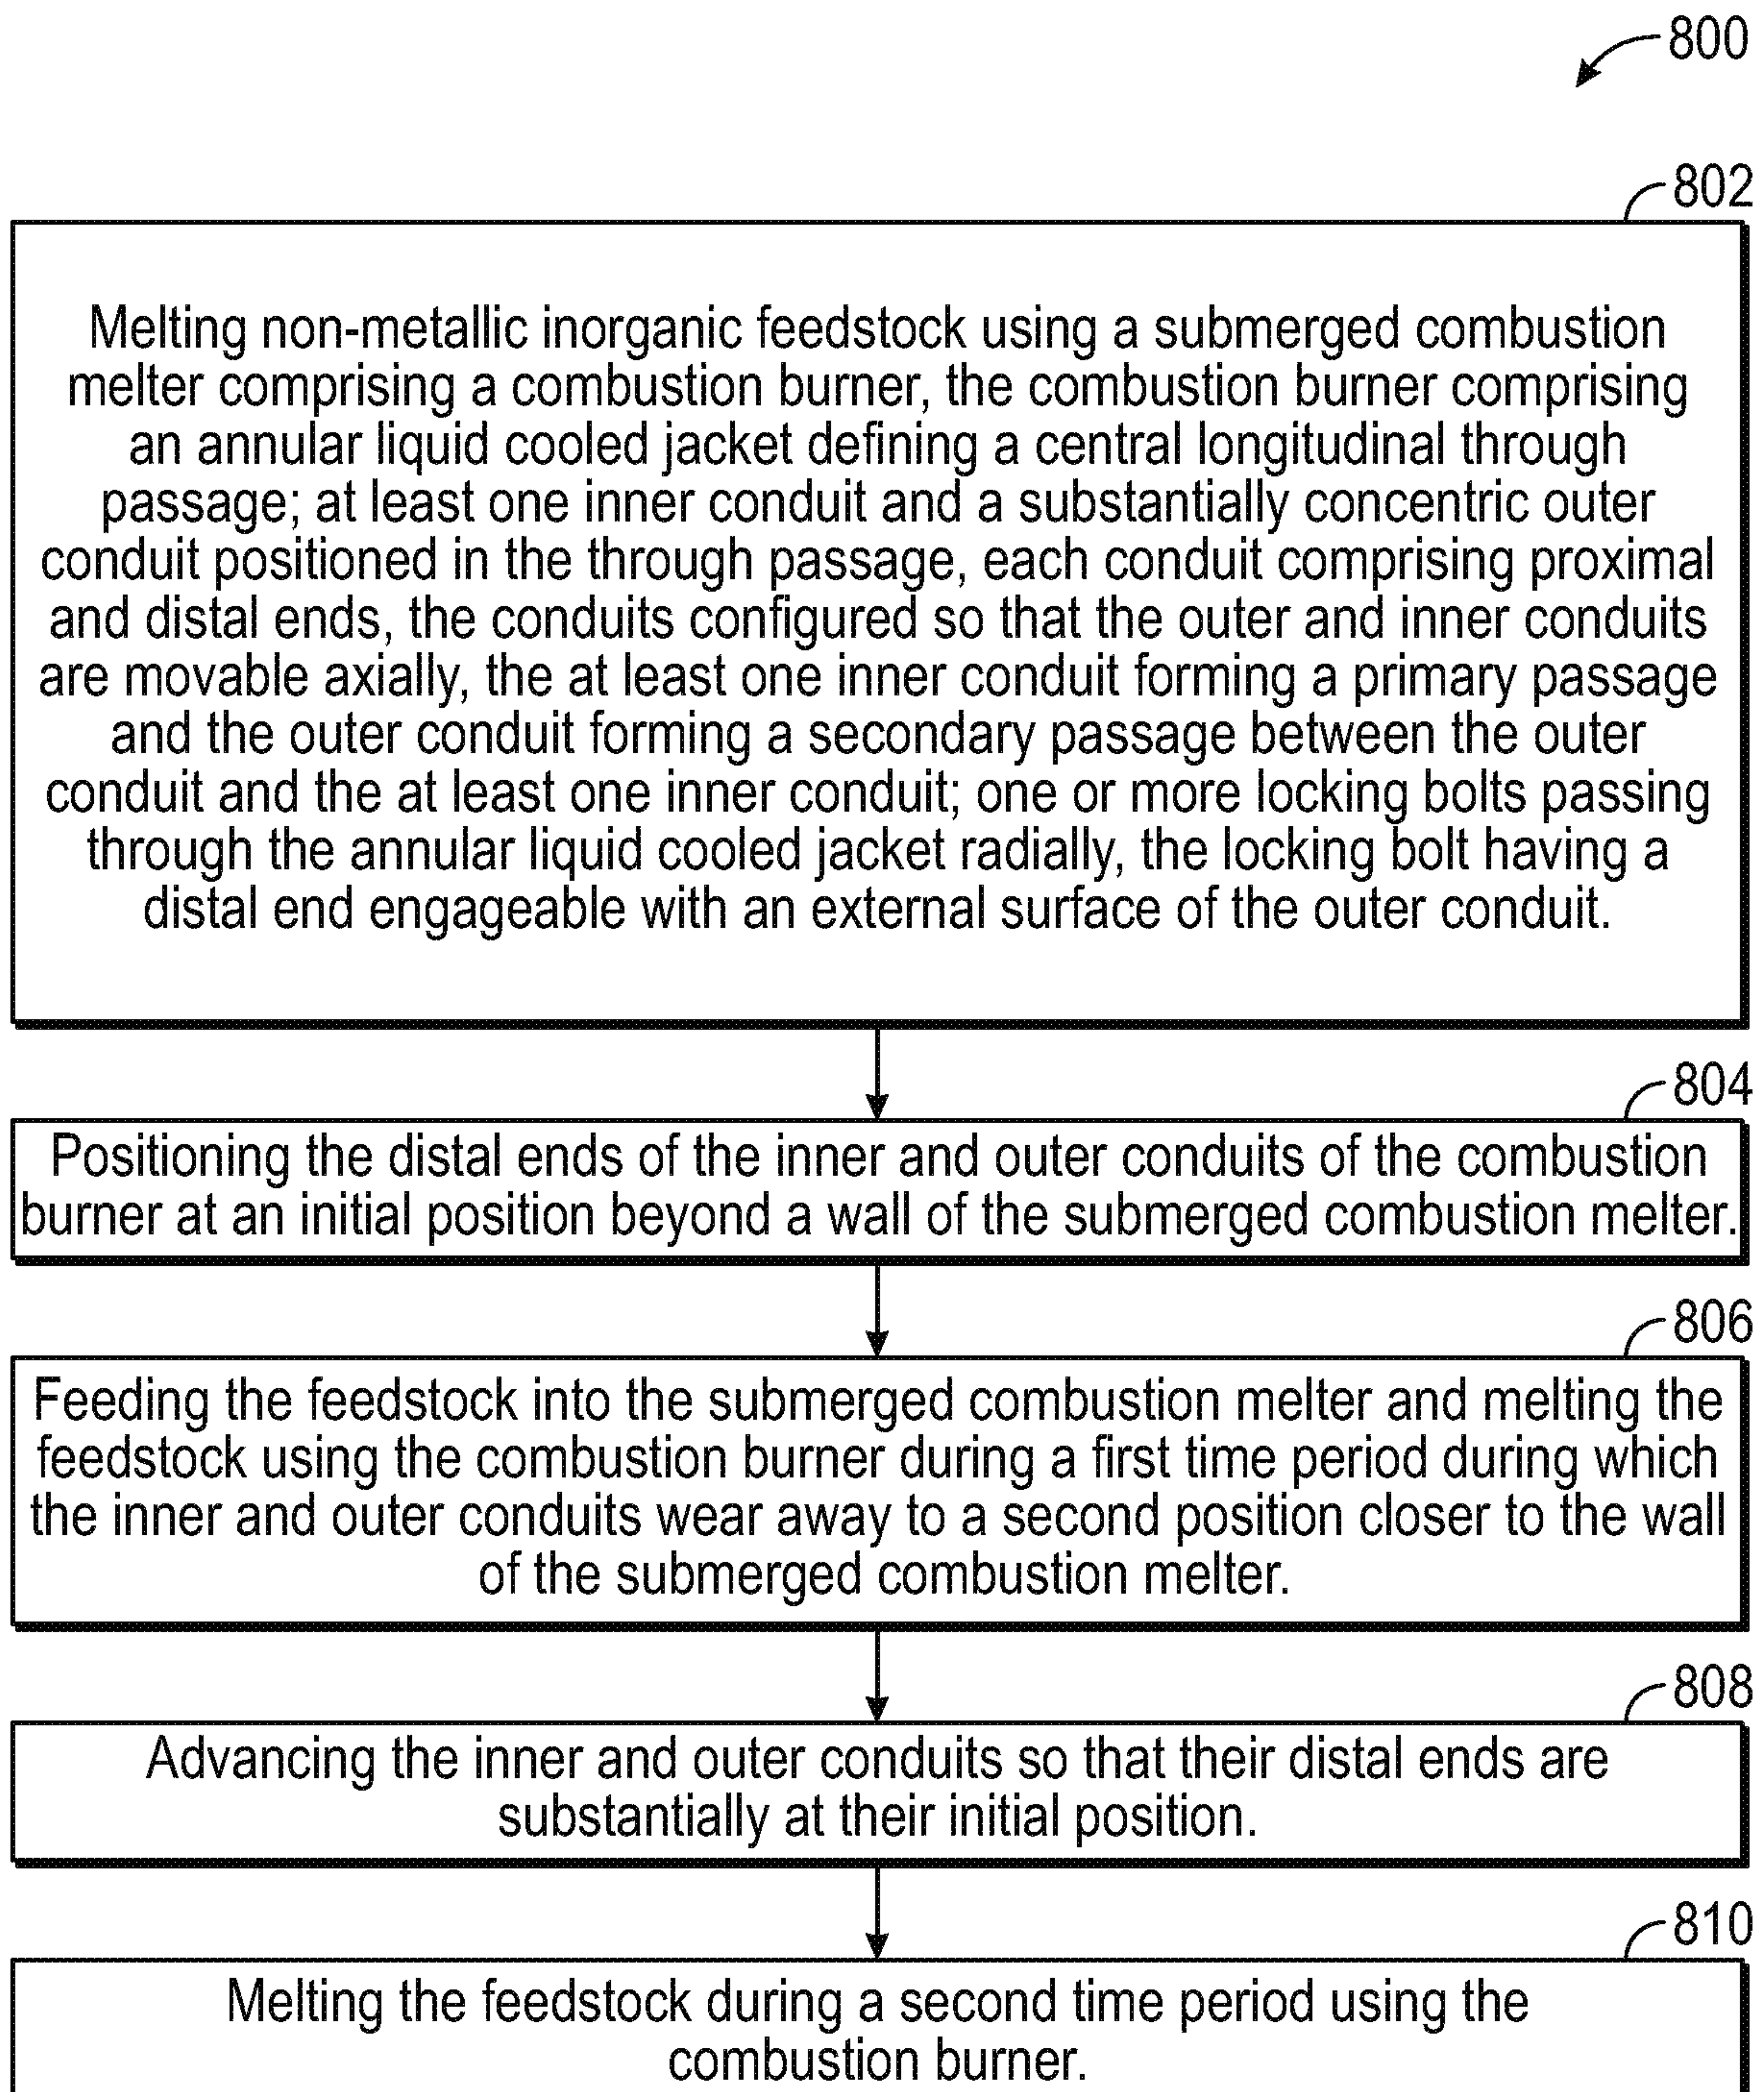 800
802
Melting non-metallic inorganic feedstock using a submerged combustion
melter comprising a combustion burner, the combustion burner comprising
an annular liquid cooled jacket defining a central longitudinal through
passage; at least one inner conduit and a substantially concentric outer
conduit positioned in the through passage, each conduit comprising proximal
and distal ends, the conduits configured so that the outer and inner conduits
are movable axially, the at least one inner conduit forming a primary passage
and the outer conduit forming a secondary passage between the outer
conduit and the at least one inner conduit; one or more locking bolts passing
through the annular liquid cooled jacket radially, the locking bolt having a
distal end engageable with an external surface of the outer conduit.
804
Positioning the distal ends of the inner and outer conduits of the combustion
burner at an initial position beyond a wall of the submerged combustion melter.
806
Feeding the feedstock into the submerged combustion melter and melting the
feedstock using the combustion burner during a first time period during which
the inner and outer conduits wear away to a second position closer to the wall
of the submerged combustion melter.
808
Advancing the inner and outer conduits so that their distal ends are
substantially at their initial position.
810
Melting the feedstock during a second time period using the
combustion burner.